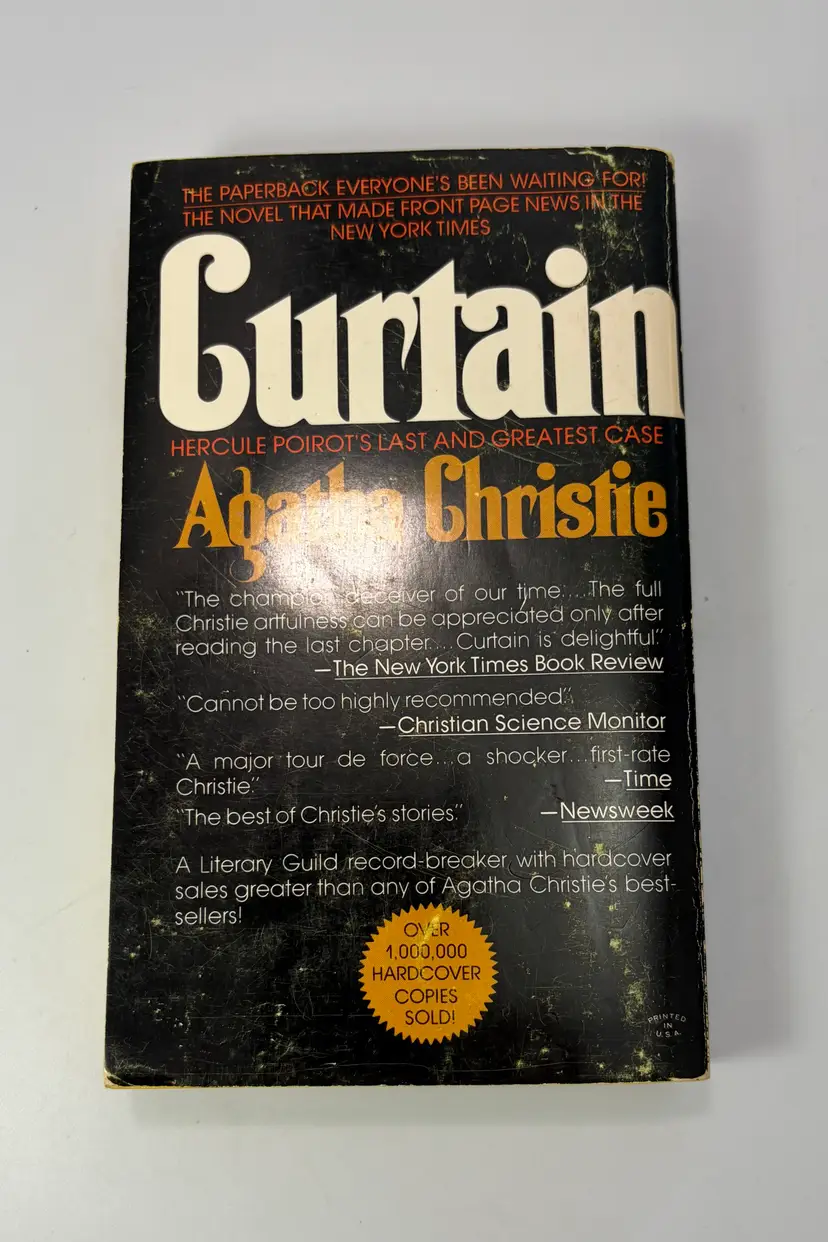 THE PAPERBACK EVERYONE'S BEEN WAITING FOR!
THE NOVEL THAT MADE FRONT PAGE NEWS IN THE
NEW YORK TIMES
Curtain
HERCULE POIROT'S LAST AND GREATEST CASE
Agatha Christie
"The champion deceiver of our time.... The full
Christie artfulness can be appreciated only after
reading the last chapter.... Curtain is delightful."
—The New York Times Book Review
"Cannot be too highly recommended."
—Christian Science Monitor
"A major tour de force...a shocker...first-rate
Christie." —Time
"The best of Christie's stories." —Newsweek
A Literary Guild record-breaker with hardcover
sales greater than any of Agatha Christie's best-
sellers!
OVER
1,000,000
HARDCOVER
COPIES
SOLD!
PRINTED
IN
U.S.A.